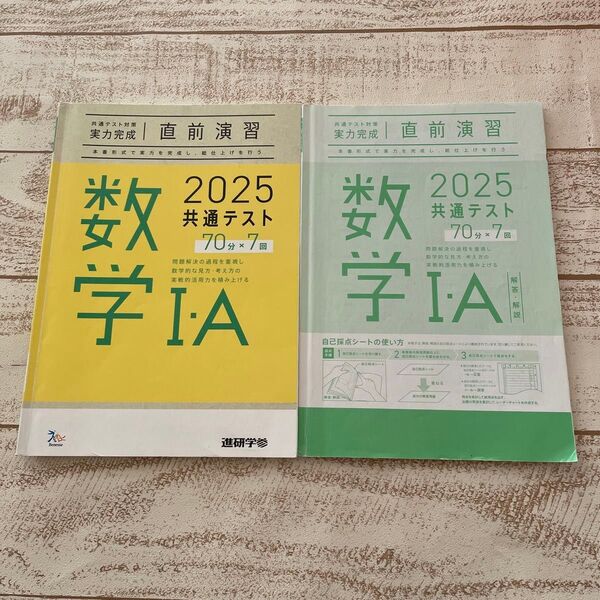 共通テスト対策
実力完成
直前演習
本番形式で実力を完成し、総仕上げを行う
数学 I・A
2025
共通テスト
70分×7回
問題解決の過程を重視し
数学的な見方・考え方の
実戦的活用力を積み上げる
Benesse
進研学参
共通テスト対策
実力完成
直前演習
本番形式で実力を完成し、総仕上げを行う
数学 I・A
2025
共通テスト
70分×7回
問題解決の過程を重視し
数学的な見方・考え方の
実戦的活用力を積み上げる
解答・解説
自己採点シートの使い方
1
2
3